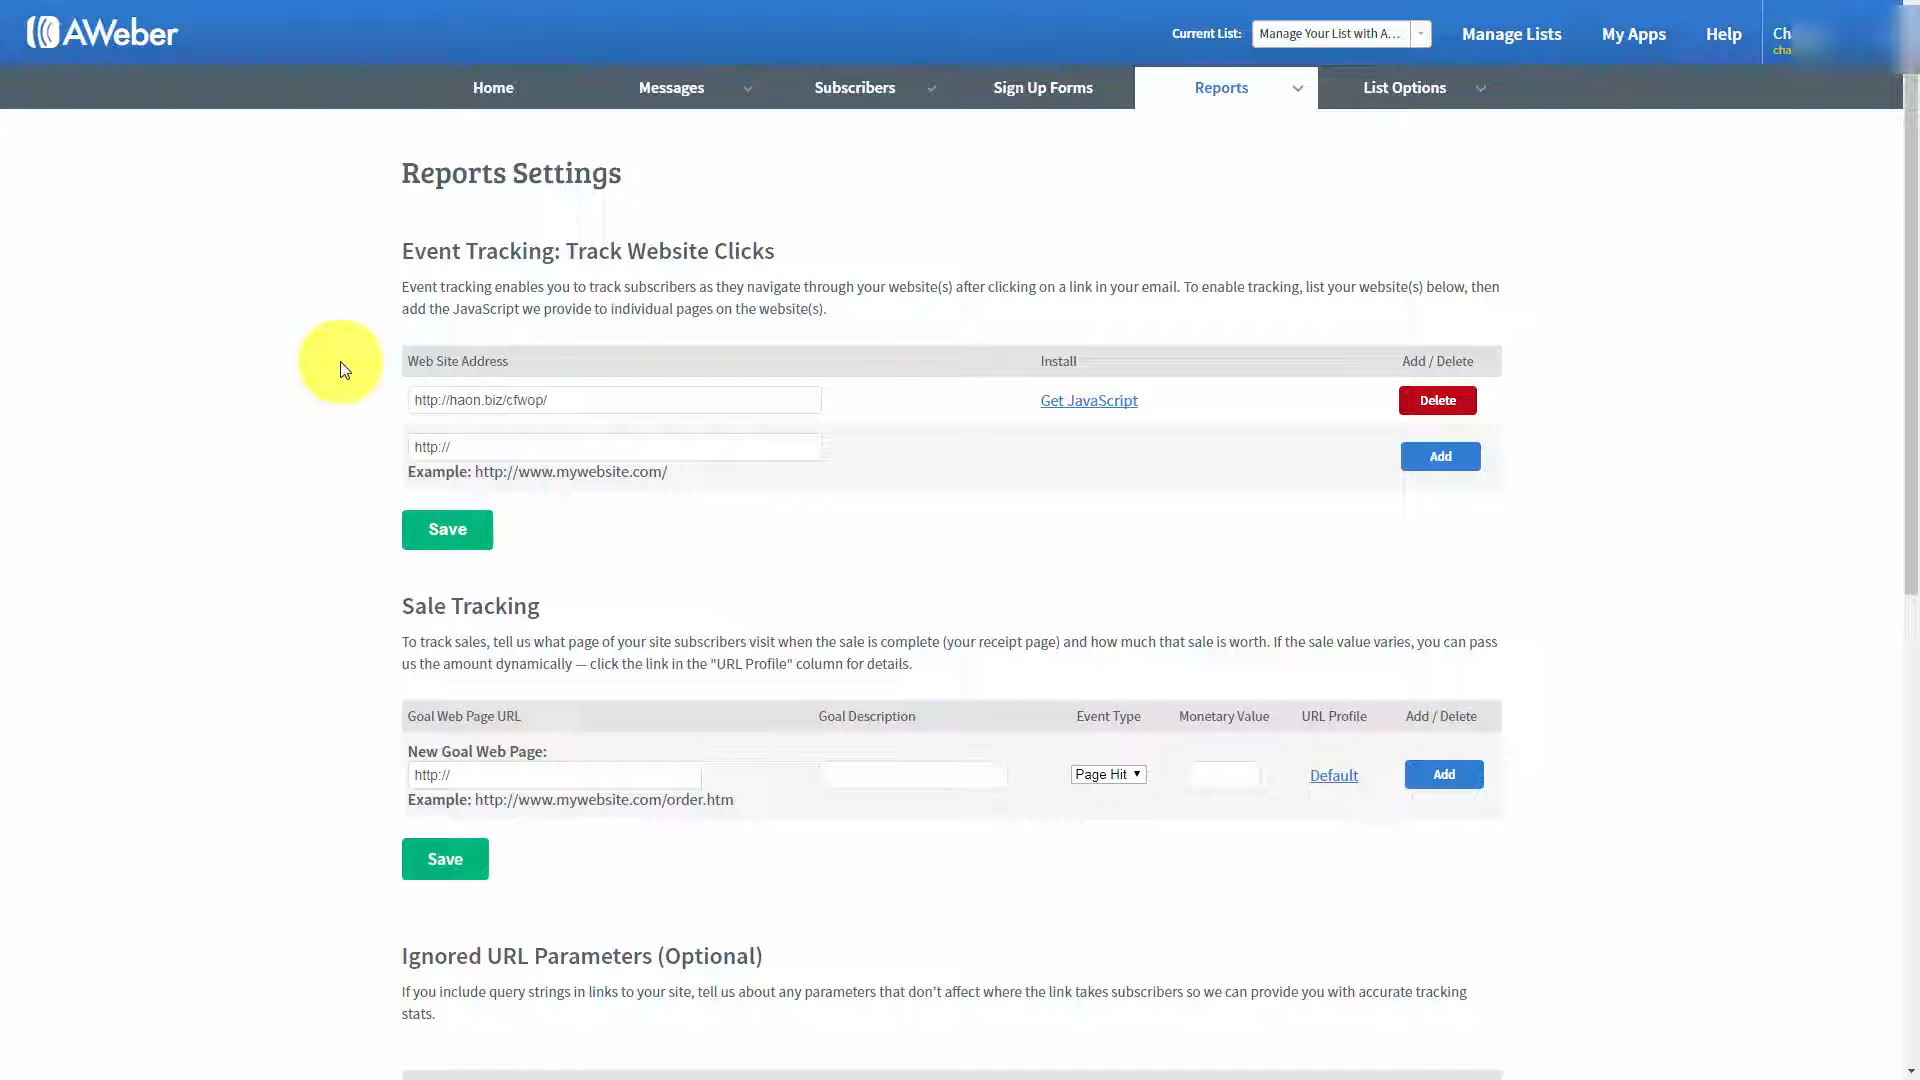 AWeber
Current List:
Manage Your List with A...
Manage Lists
My Apps
Help
Ch
cha
Home
Messages
Subscribers
Sign Up Forms
Reports
List Options
Reports Settings
Event Tracking: Track Website Clicks
Event tracking enables you to track subscribers as they navigate through your website(s) after clicking on a link in your email. To enable tracking, list your website(s) below, then
add the JavaScript we provide to individual pages on the website(s).
Web Site Address
Install
Add / Delete
http://haon.biz/cfwop/
Get JavaScript
Delete
http://
Add
Example: http://www.mywebsite.com/
Save
Sale Tracking
To track sales, tell us what page of your site subscribers visit when the sale is complete (your receipt page) and how much that sale is worth. If the sale value varies, you can pass
us the amount dynamically — click the link in the "URL Profile" column for details.
Goal Web Page URL
Goal Description
Event Type
Monetary Value
URL Profile
Add / Delete
New Goal Web Page:
http://
Page Hit
Default
Add
Example: http://www.mywebsite.com/order.htm
Save
Ignored URL Parameters (Optional)
If you include query strings in links to your site, tell us about any parameters that don't affect where the link takes subscribers so we can provide you with accurate tracking
stats.